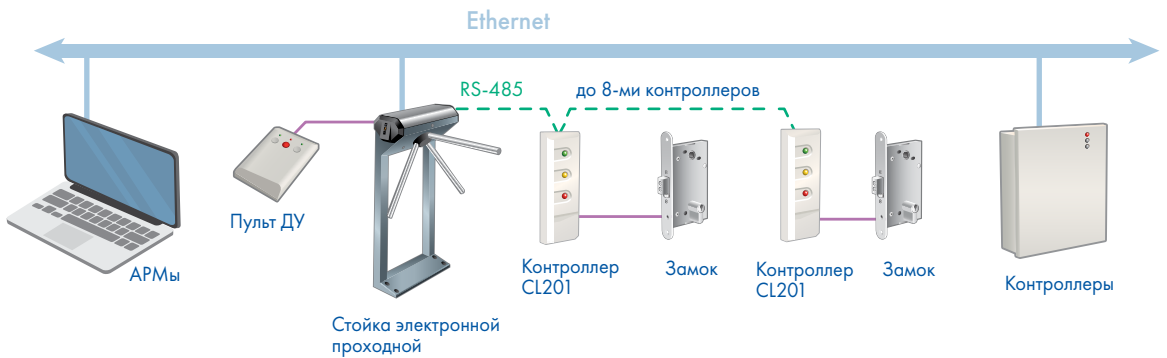 Ethernet
RS-485
до 8-ми контроллеров
Пульт ДУ
АРМы
Контроллер
CL201
Замок
Контроллер
CL201
Замок
Контроллеры
Стойка электронной
проходной